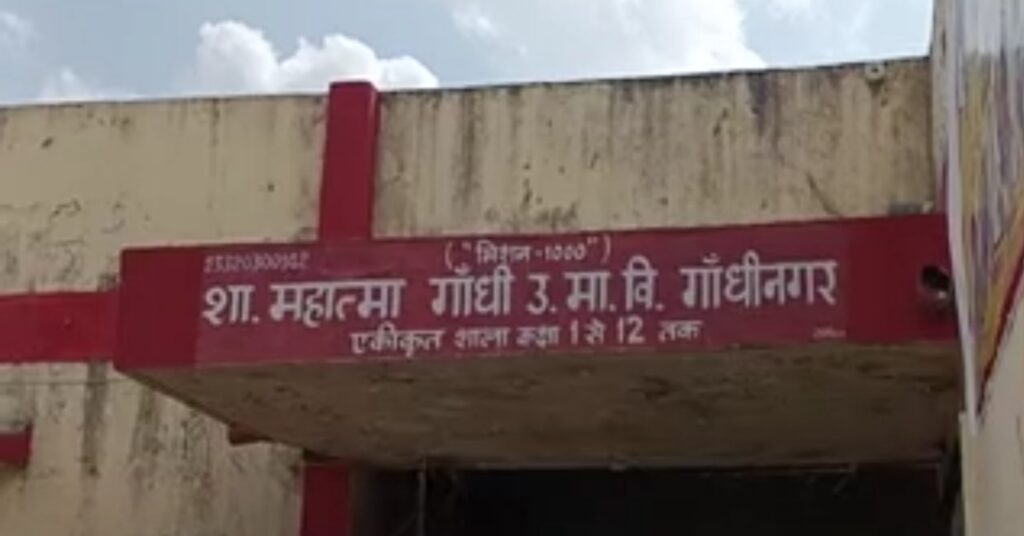 ("मिशन-1000")
शा. महात्मा गाँधी उ. मा. वि. गाँधीनगर
एकीकृत शाला कक्षा 1 से 12 तक